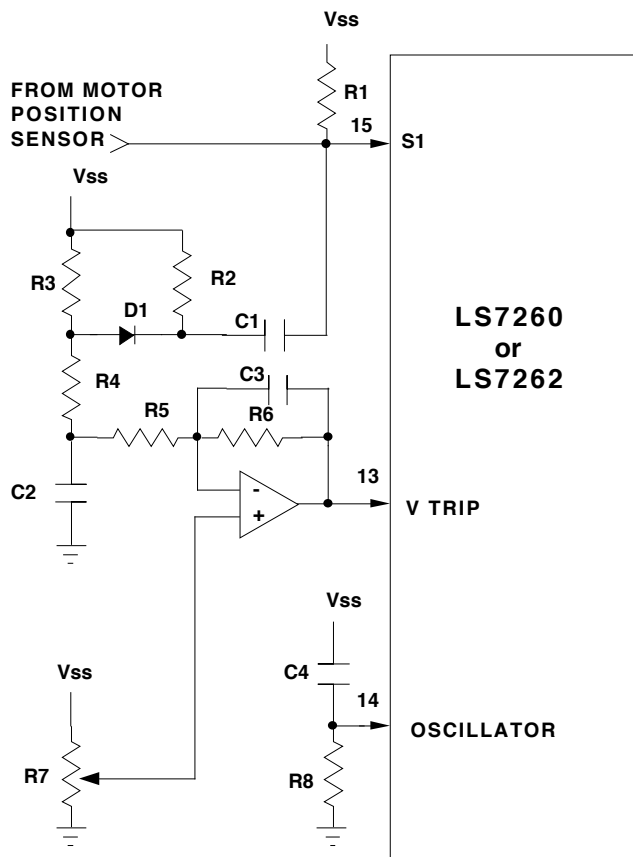 Vss
R1
FROM MOTOR
POSITION
SENSOR
15
S1
Vss
R3
R2
D1
C1
LS7260
or
LS7262
R4
C3
R5
R6
C2
-
+
13
V TRIP
Vss
C4
Vss
14
OSCILLATOR
R7
R8